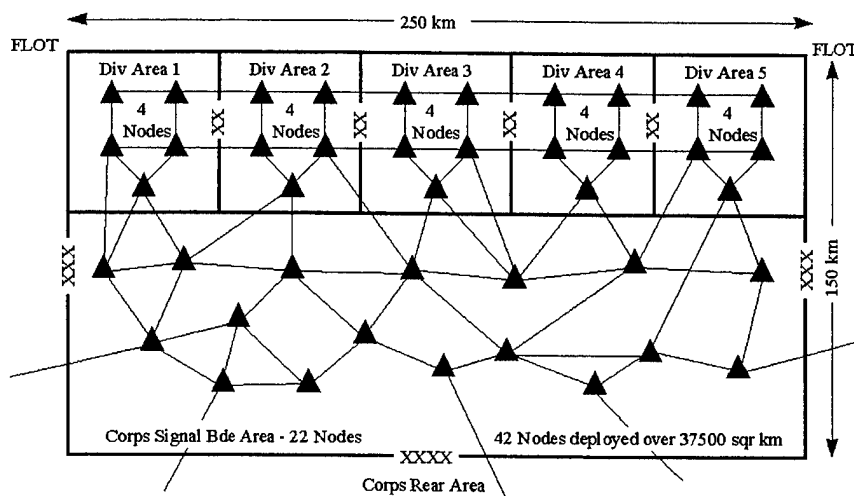 250 km
FLOT
FLOT
Div Area 1
Div Area 2
Div Area 3
Div Area 4
Div Area 5
4
Nodes
4
Nodes
4
Nodes
4
Nodes
4
Nodes
XX
XX
XX
XX
XXX
XXX
150 km
Corps Signal Bde Area - 22 Nodes
42 Nodes deployed over 37500 sqr km
XXXX
Corps Rear Area